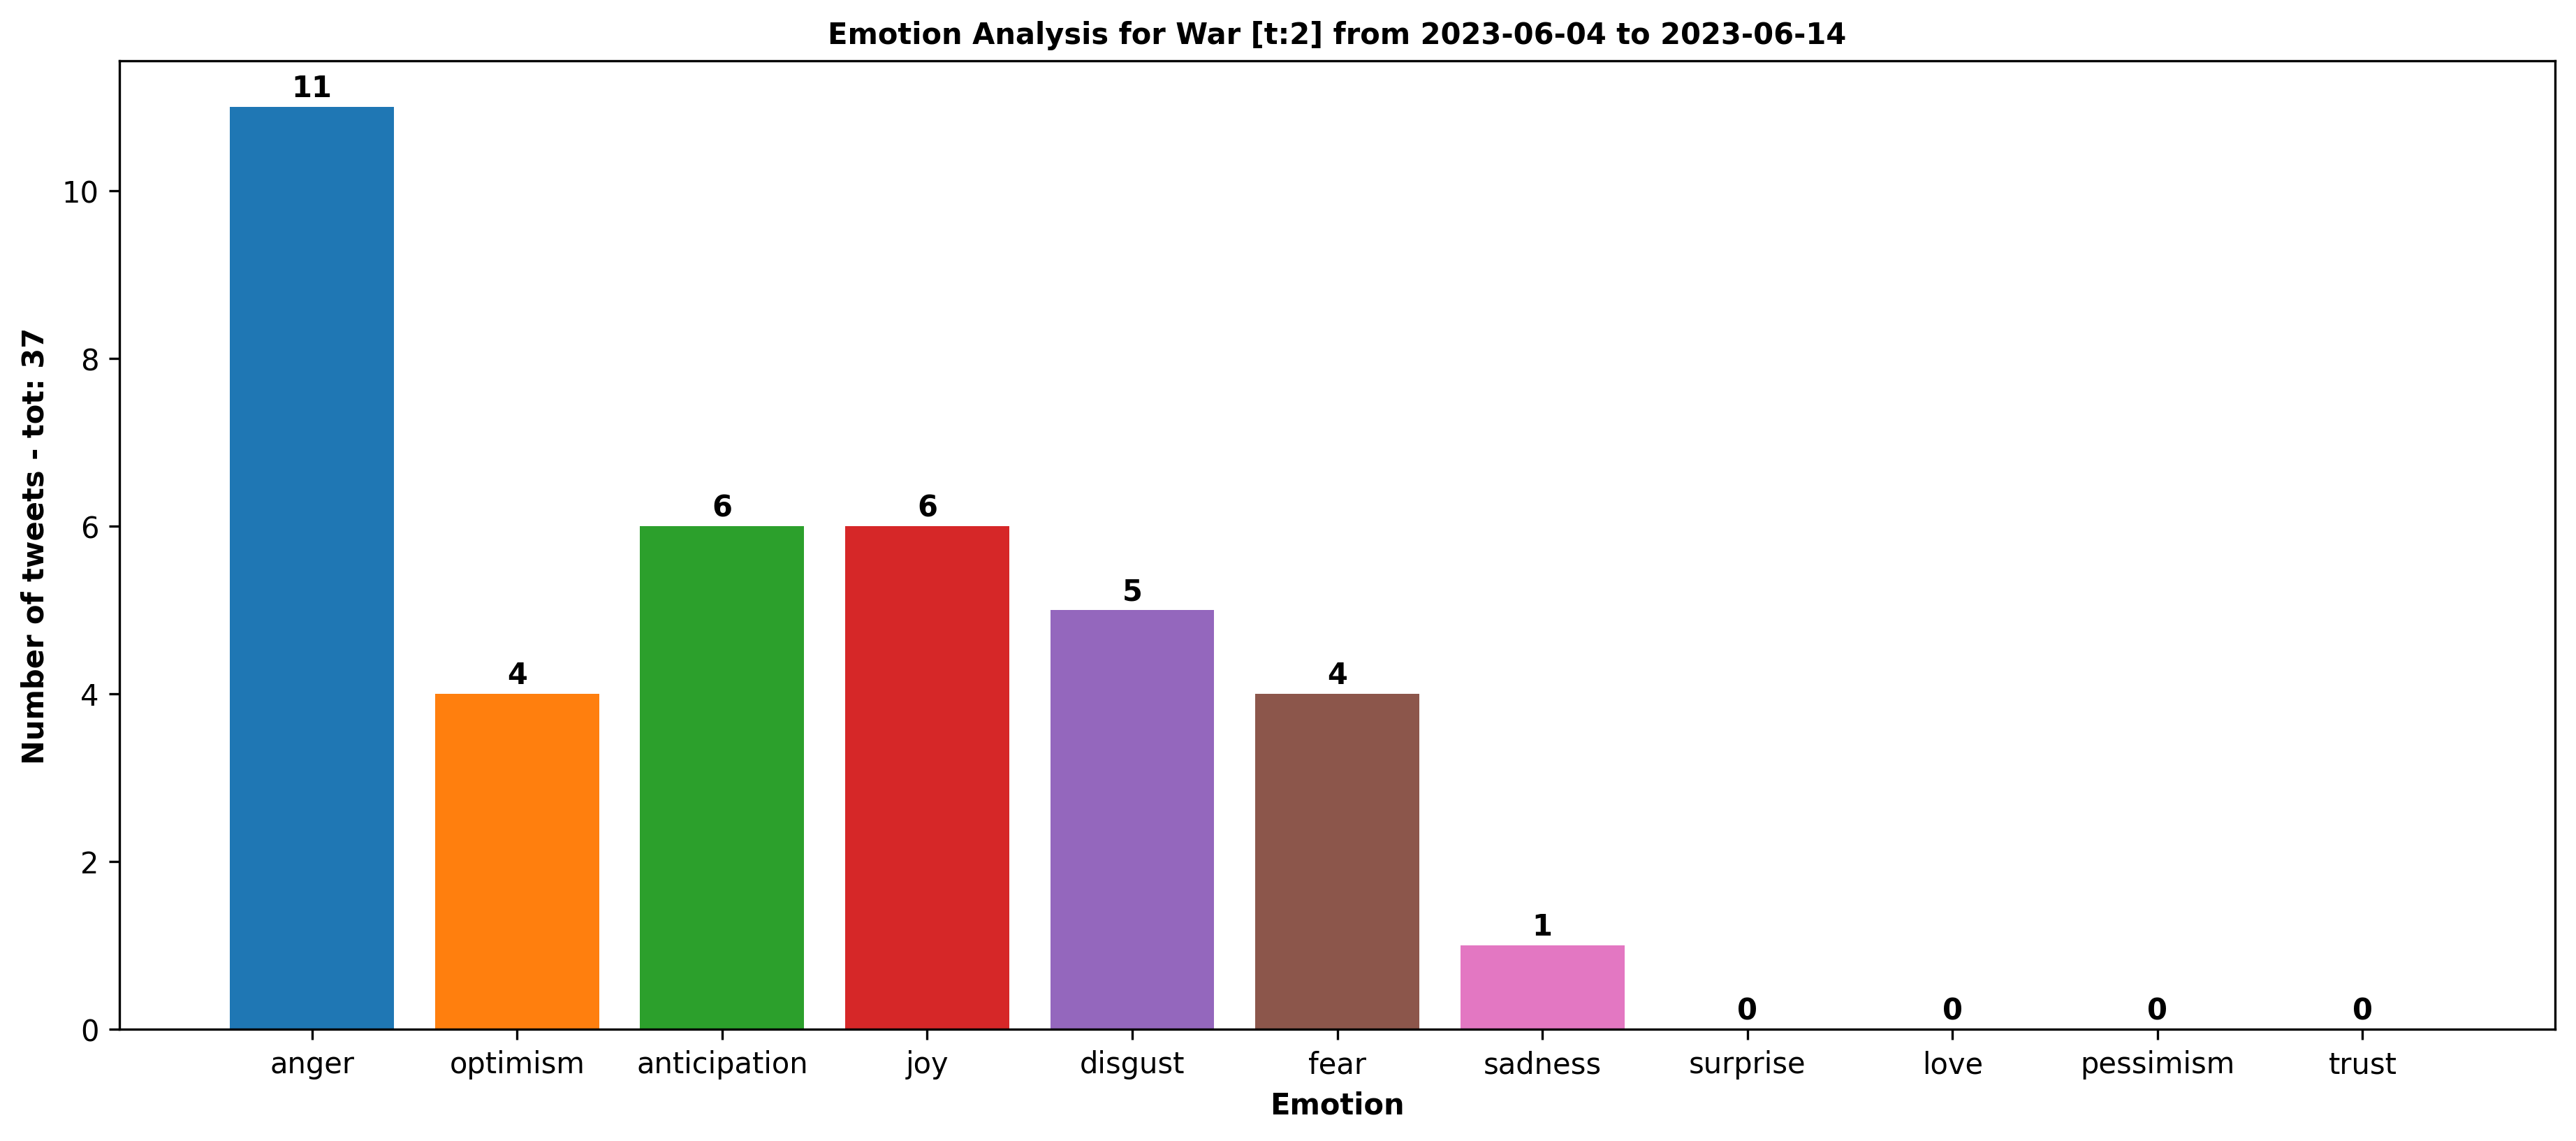 Emotion Analysis for War [t:2] from 2023-06-04 to 2023-06-14
Number of tweets - tot: 37
10
8
6
4
2
0
11
4
6
6
5
4
1
0
0
0
0
anger
optimism
anticipation
joy
disgust
fear
sadness
surprise
love
pessimism
trust
Emotion